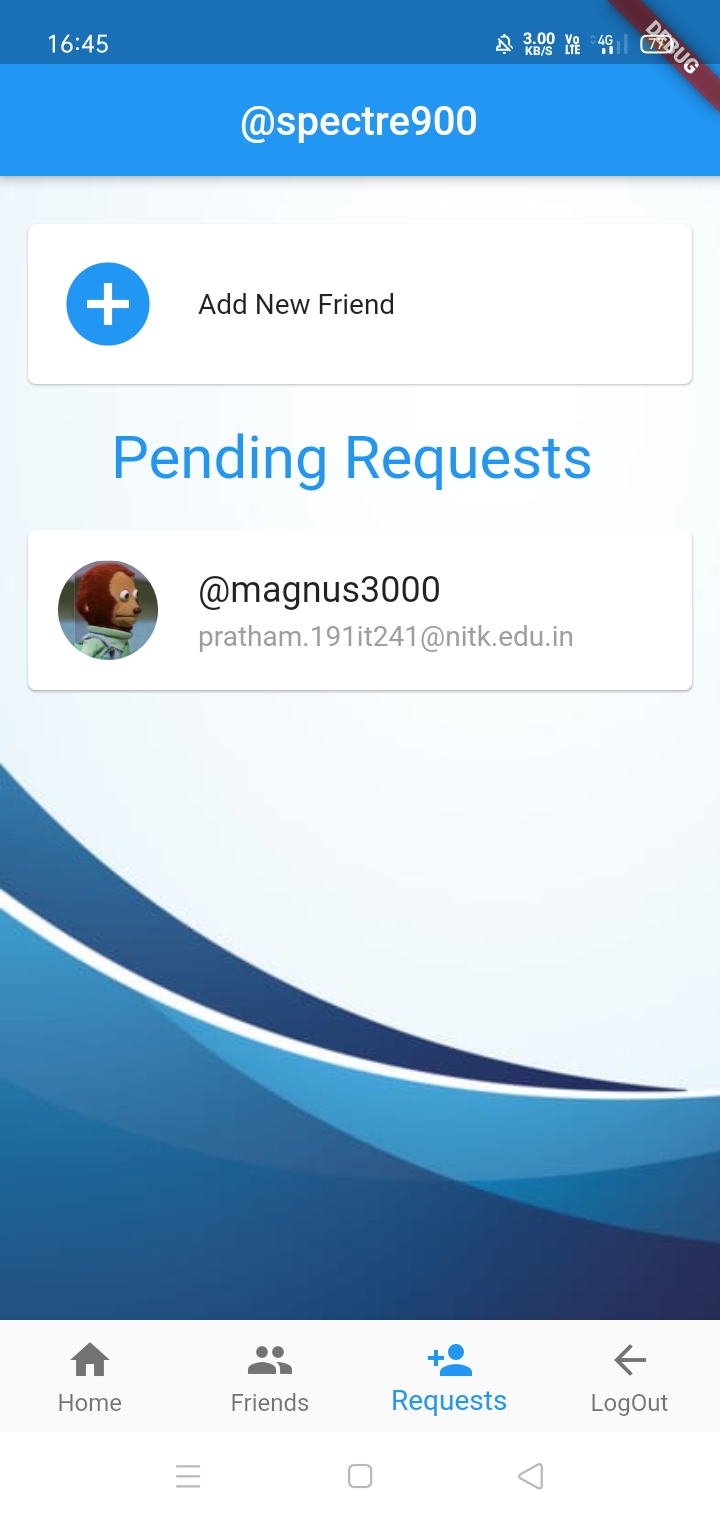 16:45
3.00
KB/S
Vo
LTE
4G
DEBUG
@spectre900
Add New Friend
Pending Requests
@magnus3000
pratham.191it241@nitk.edu.in
Home
Friends
Requests
LogOut